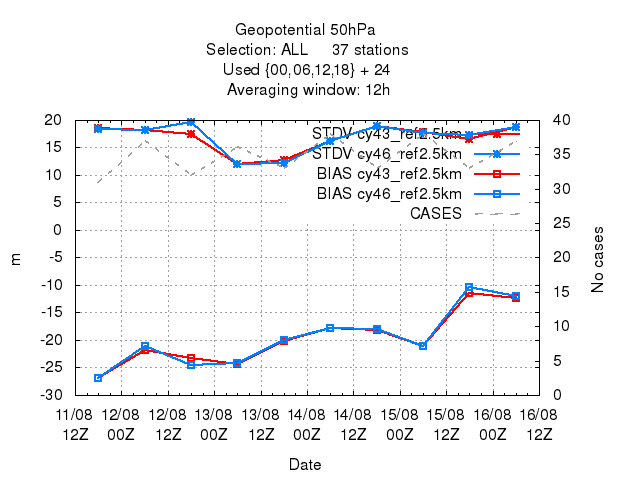 Geopotential 50hPa
Selection: ALL 37 stations
Used {00,06,12,18} + 24
Averaging window: 12h
20 40
15 35
10 30
5 25
0 20
-5
-10 15
-15
-20 10
-25 5
-30 0
m
No cases
STDV cy43_ref2.5km
STDV cy46_ref2.5km
BIAS cy43_ref2.5km
BIAS cy46_ref2.5km
CASES
11/08 12/08 12/08 13/08 13/08 14/08 14/08 15/08 15/08 16/08 16/08
12Z 00Z 12Z 00Z 12Z 00Z 12Z 00Z 12Z 00Z 12Z
Date